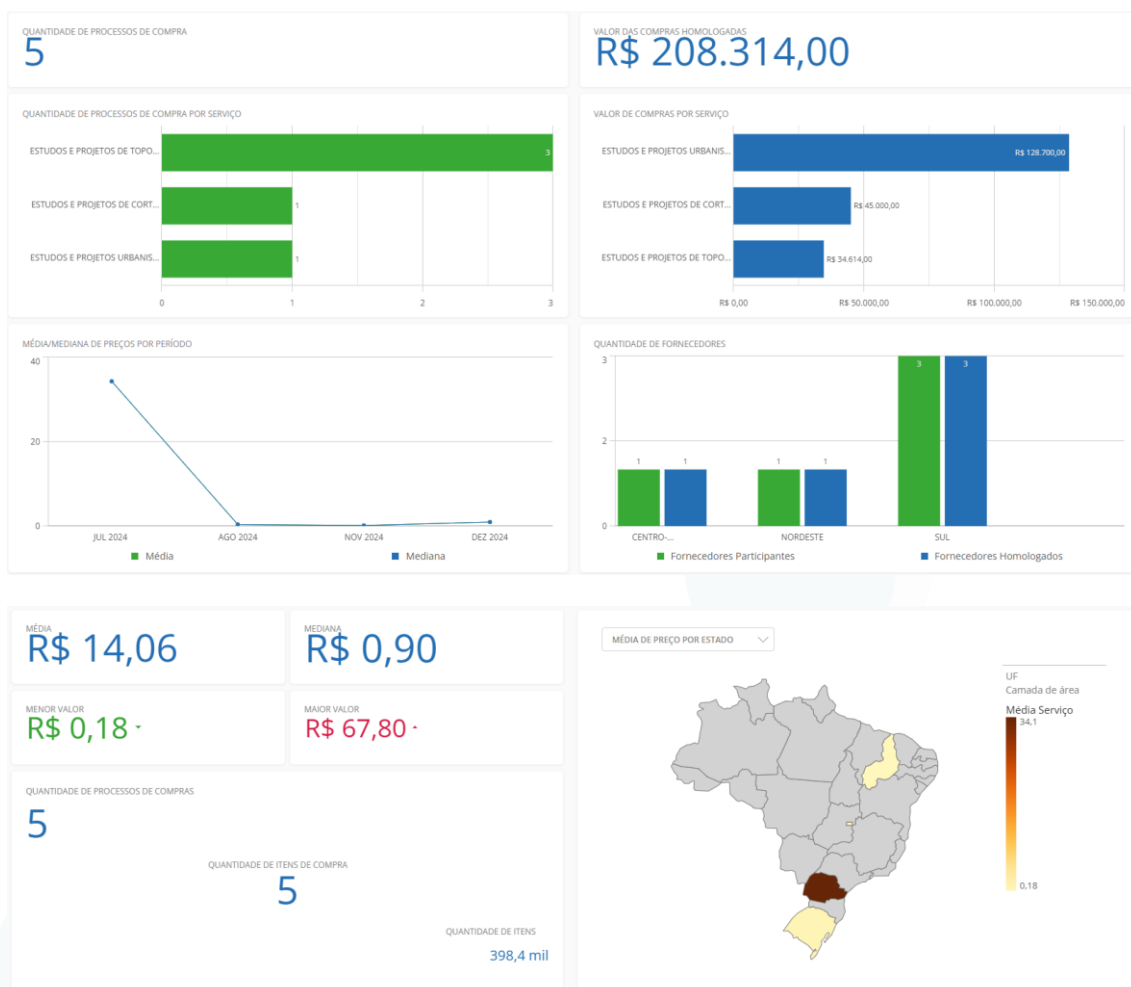 QUANTIDADE DE PROCESSOS DE COMPRA
5
VALOR DAS COMPRAS HOMOLOGADAS
R$ 208.314,00
QUANTIDADE DE PROCESSOS DE COMPRA POR SERVIÇO
ESTUDOS E PROJETOS DE TOPO...
3
ESTUDOS E PROJETOS DE CORT...
1
ESTUDOS E PROJETOS URBANIS...
1
0 1 2 3
VALOR DE COMPRAS POR SERVIÇO
ESTUDOS E PROJETOS URBANIS...
R$ 128.700,00
ESTUDOS E PROJETOS DE CORT...
R$ 45.000,00
ESTUDOS E PROJETOS DE TOPO...
R$ 34.614,00
R$ 0,00 R$ 50.000,00 R$ 100.000,00 R$ 150.000,00
MÉDIA/MEDIANA DE PREÇOS POR PERÍODO
40
20
0
JUL 2024 AGO 2024 NOV 2024 DEZ 2024
Média Mediana
QUANTIDADE DE FORNECEDORES
3
2
0
1 1 1 1 3 3
CENTRO-... NORDESTE SUL
Fornecedores Participantes Fornecedores Homologados
MÉDIA
R$ 14,06
MEDIANA
R$ 0,90
MENOR VALOR
R$ 0,18
MAIOR VALOR
R$ 67,80
QUANTIDADE DE PROCESSOS DE COMPRAS
5
QUANTIDADE DE ITENS DE COMPRA
5
QUANTIDADE DE ITENS
398,4 mil
MÉDIA DE PREÇO POR ESTADO
UF
Camada de área
Média Serviço
34,1
0,18